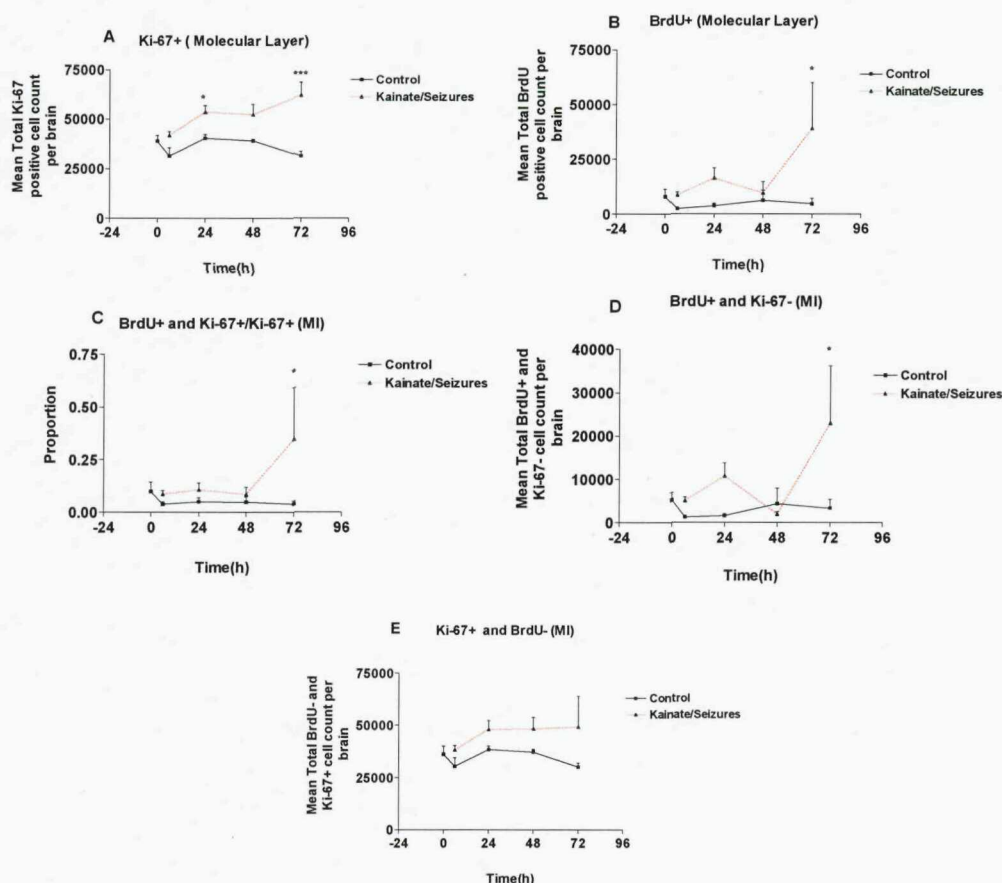 A
Ki-67+ ( Molecular Layer)
Mean Total Ki-67
positive cell count
per brain
75000
50000
25000
0
-24 0 24 48 72 96
Time(h)
*
***
Control
Kainate/Seizures
B
BrdU+ (Molecular Layer)
Mean Total BrdU
positive cell count per
brain
75000
50000
25000
0
-24 0 24 48 72 96
Time(h)
*
Control
Kainate/Seizures
C
BrdU+ and Ki-67+/Ki-67+ (Ml)
Proportion
0.75
0.50
0.25
0.00
-24 0 24 48 72 96
Time(h)
*
Control
Kainate/Seizures
D
BrdU+ and Ki-67- (Ml)
Mean Total BrdU+ and
Ki-67- cell count per
brain
40000
30000
20000
10000
0
-24 0 24 48 72 96
Time(h)
*
Control
Kainate/Seizures
E
Ki-67+ and BrdU- (Ml)
Mean Total BrdU- and
Ki-67+ cell count per
brain
75000
50000
25000
0
-24 0 24 48 72 96
Time(h)
Control
Kainate/Seizures